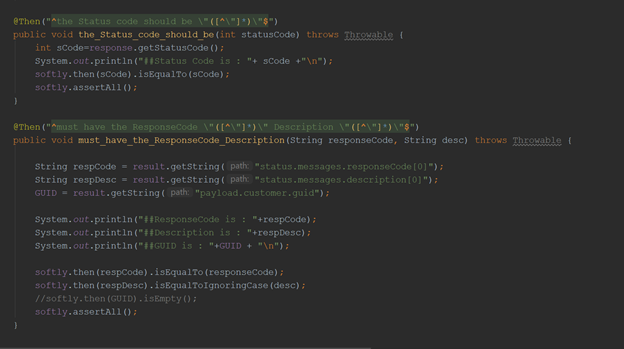 @Then("^the Status code should be \"([^\"]*)\"$")
public void the_Status_code_should_be(int statusCode) throws Throwable {
int sCode=response.getStatusCode();
System.out.println("##Status Code is : "+ sCode +"\n");
softly.then(sCode).isEqualTo(sCode);
softly.assertAll();
}
@Then("^must have the ResponseCode \"([^\"]*)\" Description \"([^\"]*)\"$")
public void must_have_the_ResponseCode_Description(String responseCode, String desc) throws Throwable {
String respCode = result.getString( path: "status.messages.responseCode[0]");
String respDesc = result.getString( path: "status.messages.description[0]");
GUID = result.getString( path: "payload.customer.guid");
System.out.println("##ResponseCode is : "+respCode);
System.out.println("##Description is : "+respDesc);
System.out.println("##GUID is : "+GUID + "\n");
softly.then(respCode).isEqualTo(responseCode);
softly.then(respDesc).isEqualToIgnoringCase(desc);
//softly.then(GUID).isEmpty();
softly.assertAll();
}